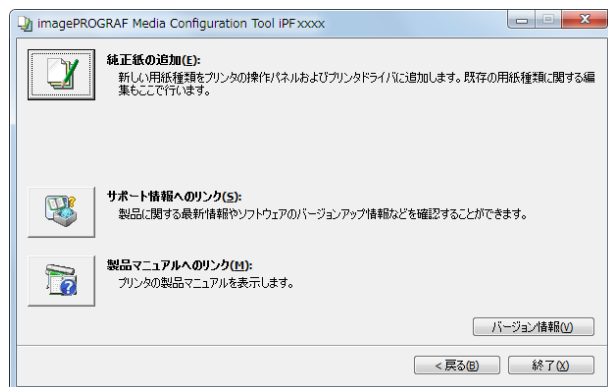 imagePROGRAF Media Configuration Tool iPFxxxx
純正紙の追加(E):
新しい用紙種類をプリンタの操作パネルおよびプリンタドライバに追加します。既存の用紙種類に関する編
集もここで行います。
サポート情報へのリンク(S):
製品に関する最新情報やソフトウェアのバージョンアップ情報などを確認することができます。
製品マニュアルへのリンク(M):
プリンタの製品マニュアルを表示します。
バージョン情報(V)
< 戻る(B)
終了(X)